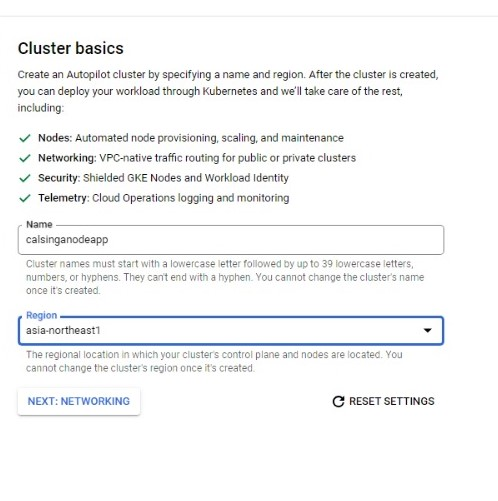 Cluster basics
Create an Autopilot cluster by specifying a name and region. After the cluster is created,
you can deploy your workload through Kubernetes and we'll take care of the rest,
including:
Nodes: Automated node provisioning, scaling, and maintenance
Networking: VPC-native traffic routing for public or private clusters
Security: Shielded GKE Nodes and Workload Identity
Telemetry: Cloud Operations logging and monitoring
Name
calsinganodeapp
Cluster names must start with a lowercase letter followed by up to 39 lowercase letters,
numbers, or hyphens. They can't end with a hyphen. You cannot change the cluster's name
once it's created.
Region
asia-northeast1
The regional location in which your cluster's control plane and nodes are located. You
cannot change the cluster's region once it's created.
NEXT: NETWORKING RESET SETTINGS